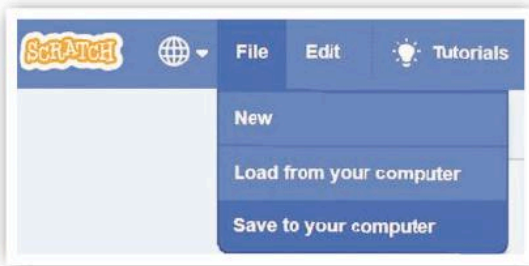 SCRATCH File Edit Tutorials
New
Load from your computer
Save to your computer